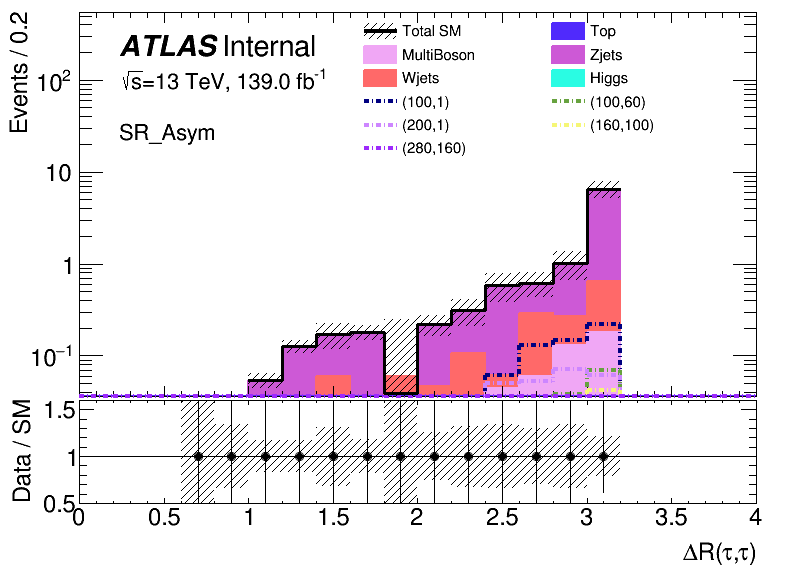 Events / 0.2
10²
10
1
10⁻¹
ATLAS Internal
√s=13 TeV, 139.0 fb⁻¹
SR_Asym
Total SM
MultiBoson
Wjets
(100,1)
(200,1)
(280,160)
Top
Zjets
Higgs
(100,60)
(160,100)
Data / SM
1.5
1
0.5
0 0.5 1 1.5 2 2.5 3 3.5 4
ΔR(τ,τ)